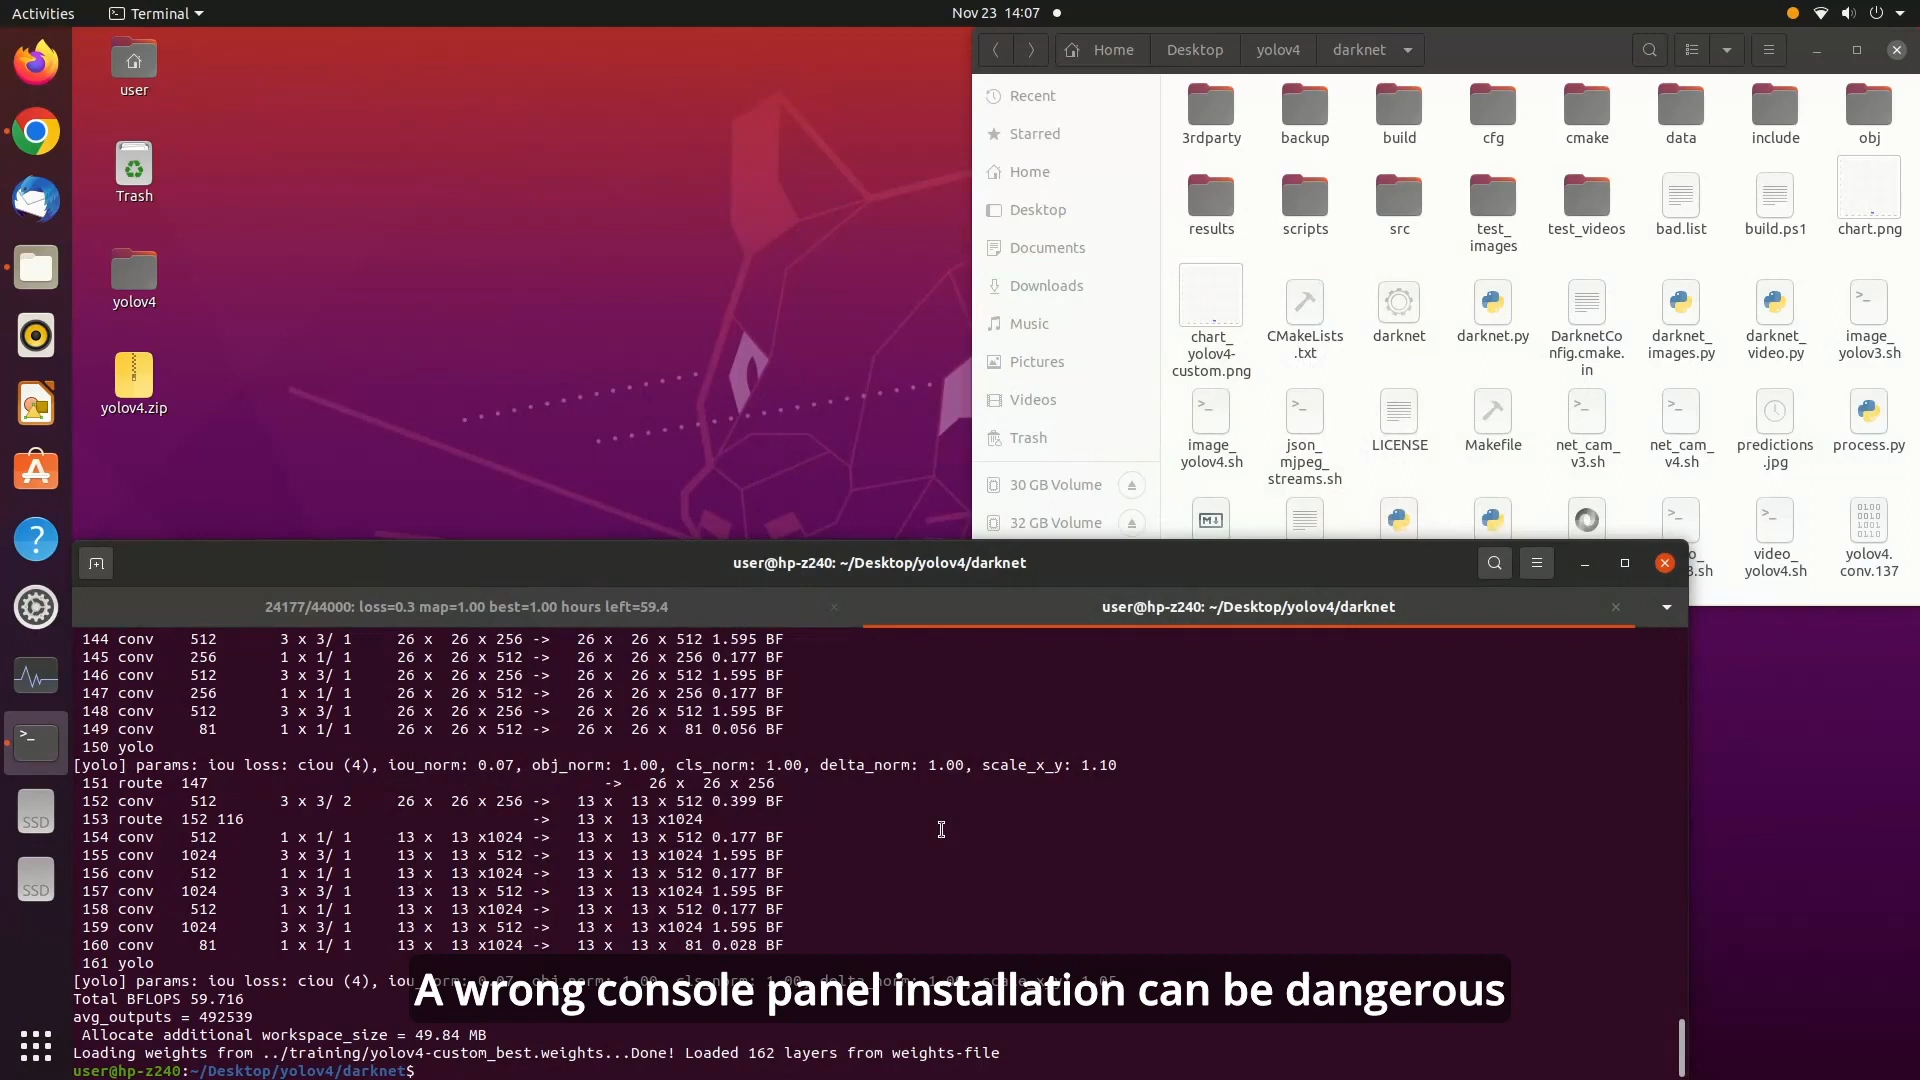 Activities
Terminal
Nov 23 14:07
user
Trash
yolov4
yolov4.zip
Home
Desktop
yolov4
darknet
Recent
Starred
Home
Desktop
Documents
Downloads
Music
Pictures
Videos
Trash
30 GB Volume
32 GB Volume
3rdparty
backup
build
cfg
cmake
data
include
obj
results
scripts
src
test_
images
test_videos
bad.list
build.ps1
chart.png
chart_
yolov4-
custom.png
CMakeLists
.txt
darknet
darknet.py
DarknetCo
nfig.cmake.
in
darknet_
images.py
darknet_
video.py
image_
yolov3.sh
image_
yolov4.sh
json_
mjpeg_
streams.sh
LICENSE
Makefile
net_cam_
v3.sh
net_cam_
v4.sh
predictions
.jpg
process.py
video_
yolov4.sh
yolov4.
conv.137
user@hp-z240: ~/Desktop/yolov4/darknet
24177/44000: loss=0.3 map=1.00 best=1.00 hours left=59.4
user@hp-z240: ~/Desktop/yolov4/darknet
144 conv 512 3 x 3/ 1 26 x 26 x 256 -> 26 x 26 x 512 1.595 BF
145 conv 256 1 x 1/ 1 26 x 26 x 512 -> 26 x 26 x 256 0.177 BF
146 conv 512 3 x 3/ 1 26 x 26 x 256 -> 26 x 26 x 512 1.595 BF
147 conv 256 1 x 1/ 1 26 x 26 x 512 -> 26 x 26 x 256 0.177 BF
148 conv 512 3 x 3/ 1 26 x 26 x 256 -> 26 x 26 x 512 1.595 BF
149 conv 81 1 x 1/ 1 26 x 26 x 512 -> 26 x 26 x 81 0.056 BF
150 yolo
[yolo] params: iou loss: ciou (4), iou_norm: 0.07, obj_norm: 1.00, cls_norm: 1.00, delta_norm: 1.00, scale_x_y: 1.10
151 route 147 -> 26 x 26 x 256
152 conv 512 3 x 3/ 2 26 x 26 x 256 -> 13 x 13 x 512 0.399 BF
153 route 152 116 -> 13 x 13 x1024
154 conv 512 1 x 1/ 1 13 x 13 x1024 -> 13 x 13 x 512 0.177 BF
155 conv 1024 3 x 3/ 1 13 x 13 x 512 -> 13 x 13 x1024 1.595 BF
156 conv 512 1 x 1/ 1 13 x 13 x1024 -> 13 x 13 x 512 0.177 BF
157 conv 1024 3 x 3/ 1 13 x 13 x 512 -> 13 x 13 x1024 1.595 BF
158 conv 512 1 x 1/ 1 13 x 13 x1024 -> 13 x 13 x 512 0.177 BF
159 conv 1024 3 x 3/ 1 13 x 13 x 512 -> 13 x 13 x1024 1.595 BF
160 conv 81 1 x 1/ 1 13 x 13 x1024 -> 13 x 13 x 81 0.028 BF
161 yolo
[yolo] params: iou loss: ciou (4), iou_norm: 0.07, obj_norm: 1.00, cls_norm: 1.00, delta_norm: 1.00, scale_x_y: 1.05
A wrong console panel installation can be dangerous
Total BFLOPS 59.716
avg_outputs = 492539
Allocate additional workspace_size = 49.84 MB
Loading weights from ../training/yolov4-custom_best.weights...Done! Loaded 162 layers from weights-file
user@hp-z240:~/Desktop/yolov4/darknet$
SSD
SSD